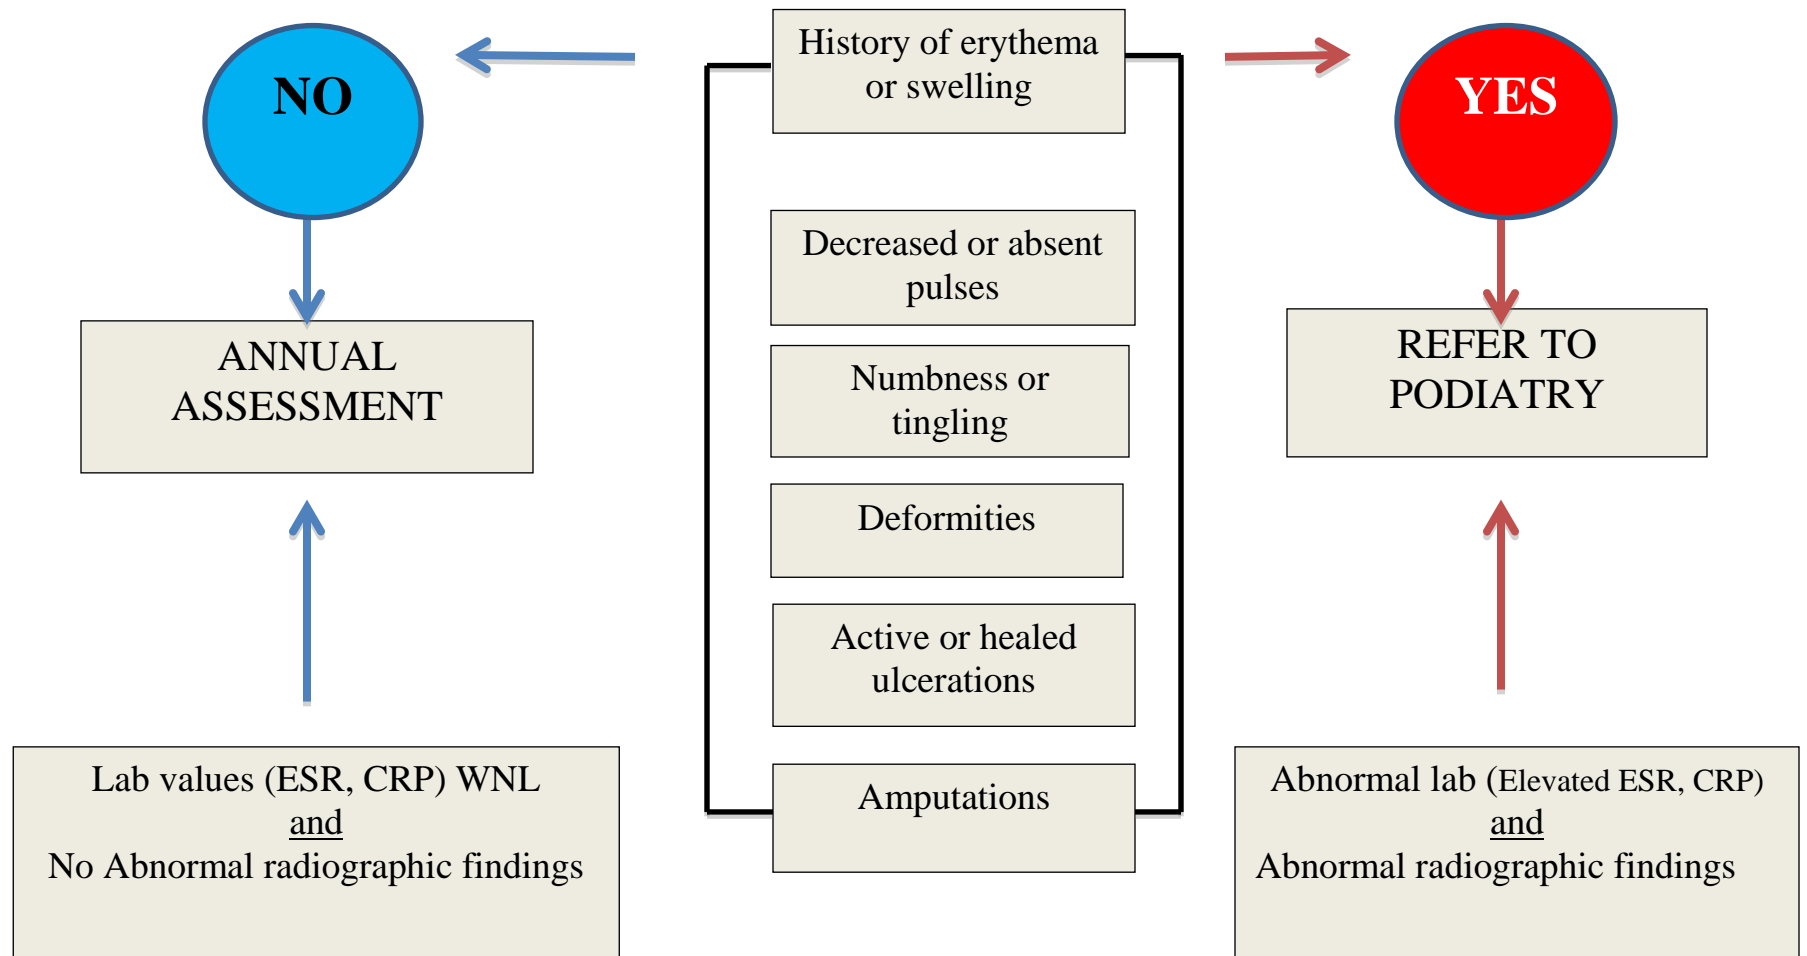 NO
History of erythema
or swelling
YES
Decreased or absent
pulses
ANNUAL
ASSESSMENT
Numbness or
tingling
REFER TO
PODIATRY
Deformities
Active or healed
ulcerations
Amputations
Lab values (ESR, CRP) WNL
and
No Abnormal radiographic findings
Abnormal lab (Elevated ESR, CRP)
and
Abnormal radiographic findings